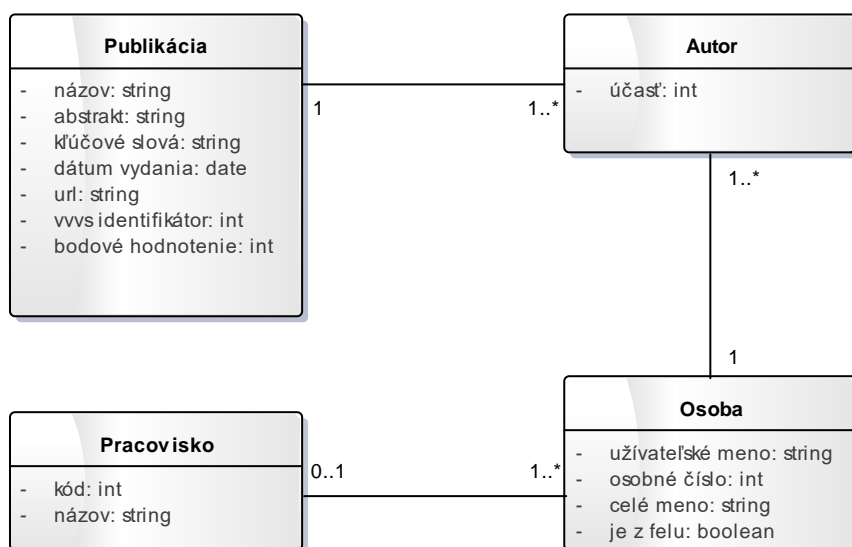 Publikácia
- názov: string
- abstrakt: string
- kľúčové slová: string
- dátum vydania: date
- url: string
- vvvs identifikátor: int
- bodové hodnotenie: int
1
1..*
Autor
- účasť: int
1..*
1
Pracovisko
- kód: int
- názov: string
0..1
1..*
Osoba
- užívateľské meno: string
- osobné číslo: int
- celé meno: string
- je z felu: boolean